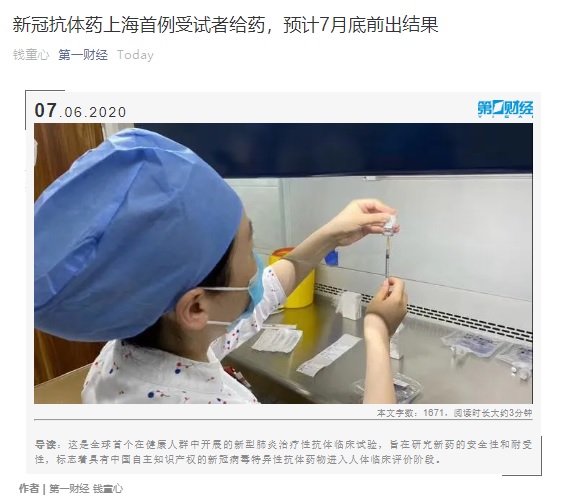 新冠抗体药上海首例受试者给药，预计7月底前出结果
钱童心 第一财经 Today
07.06.2020
第一财经
本文字数：1671，阅读时长大约3分钟
导读：这是全球首个在健康人群中开展的新型肺炎治疗性抗体临床试验，旨在研究新药的安全性和耐受
性，标志着具有中国自主知识产权的新冠病毒特异性抗体药物进入人体临床评价阶段。
作者 | 第一财经 钱童心